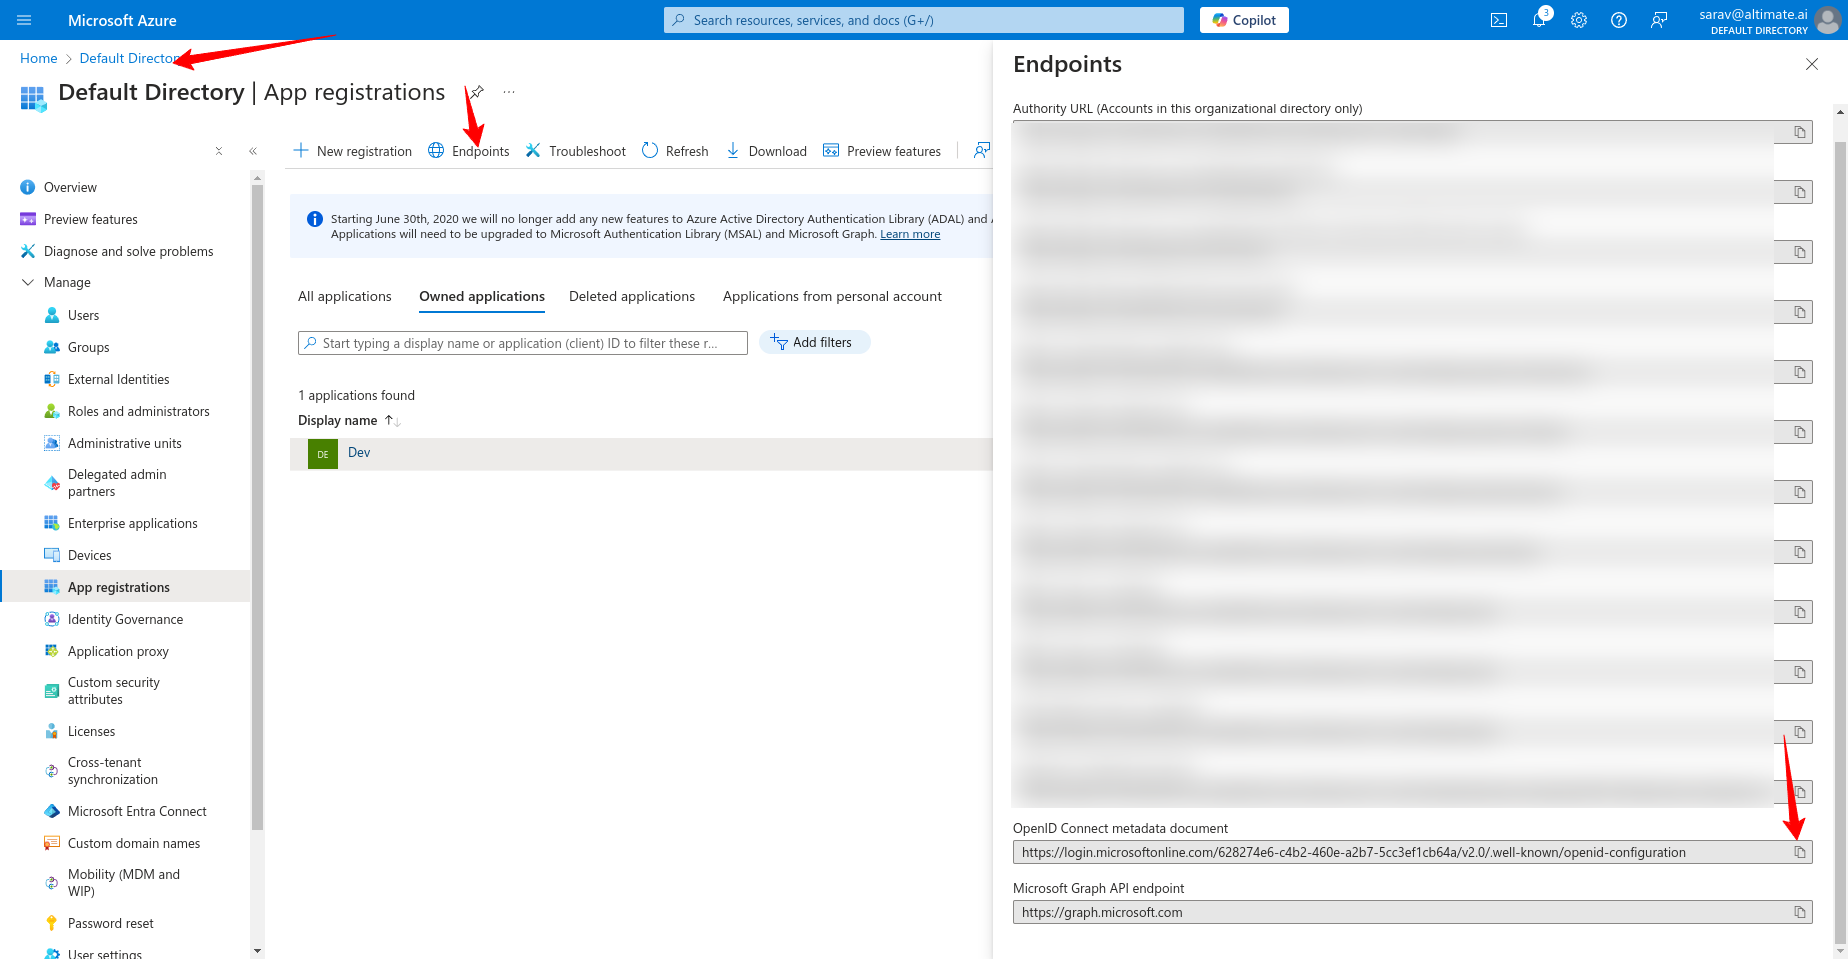 Microsoft Azure
Search resources, services, and docs (G+/)
Copilot
3
sarav@altimate.ai
DEFAULT DIRECTORY
Home
Default Director
Default Directory | App registrations
...
New registration
Endpoints
Troubleshoot
Refresh
Download
Preview features
Overview
Preview features
Diagnose and solve problems
Manage
Users
Groups
External Identities
Roles and administrators
Administrative units
Delegated admin
partners
Enterprise applications
Devices
App registrations
Identity Governance
Application proxy
Custom security
attributes
Licenses
Cross-tenant
synchronization
Microsoft Entra Connect
Custom domain names
Mobility (MDM and
WIP)
Password reset
User settings
Starting June 30th, 2020 we will no longer add any new features to Azure Active Directory Authentication Library (ADAL) and
Applications will need to be upgraded to Microsoft Authentication Library (MSAL) and Microsoft Graph. Learn more
All applications
Owned applications
Deleted applications
Applications from personal account
Start typing a display name or application (client) ID to filter these r...
Add filters
1 applications found
Display name
DE
Dev
Endpoints
Authority URL (Accounts in this organizational directory only)
OpenID Connect metadata document
https://login.microsoftonline.com/628274e6-c4b2-460e-a2b7-5cc3ef1cb64a/v2.0/.well-known/openid-configuration
Microsoft Graph API endpoint
https://graph.microsoft.com